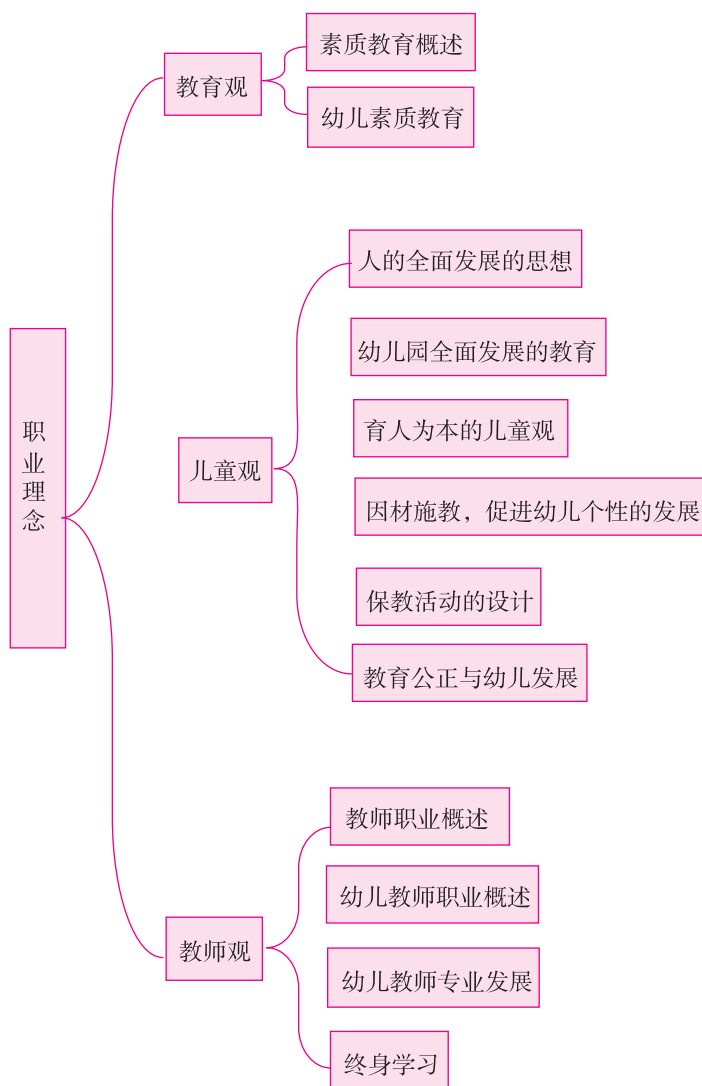 职业理念
教育观
素质教育概述
幼儿素质教育
儿童观
人的全面发展的思想
幼儿园全面发展的教育
育人为本的儿童观
因材施教，促进幼儿个性的发展
保教活动的设计
教育公正与幼儿发展
教师观
教师职业概述
幼儿教师职业概述
幼儿教师专业发展
终身学习